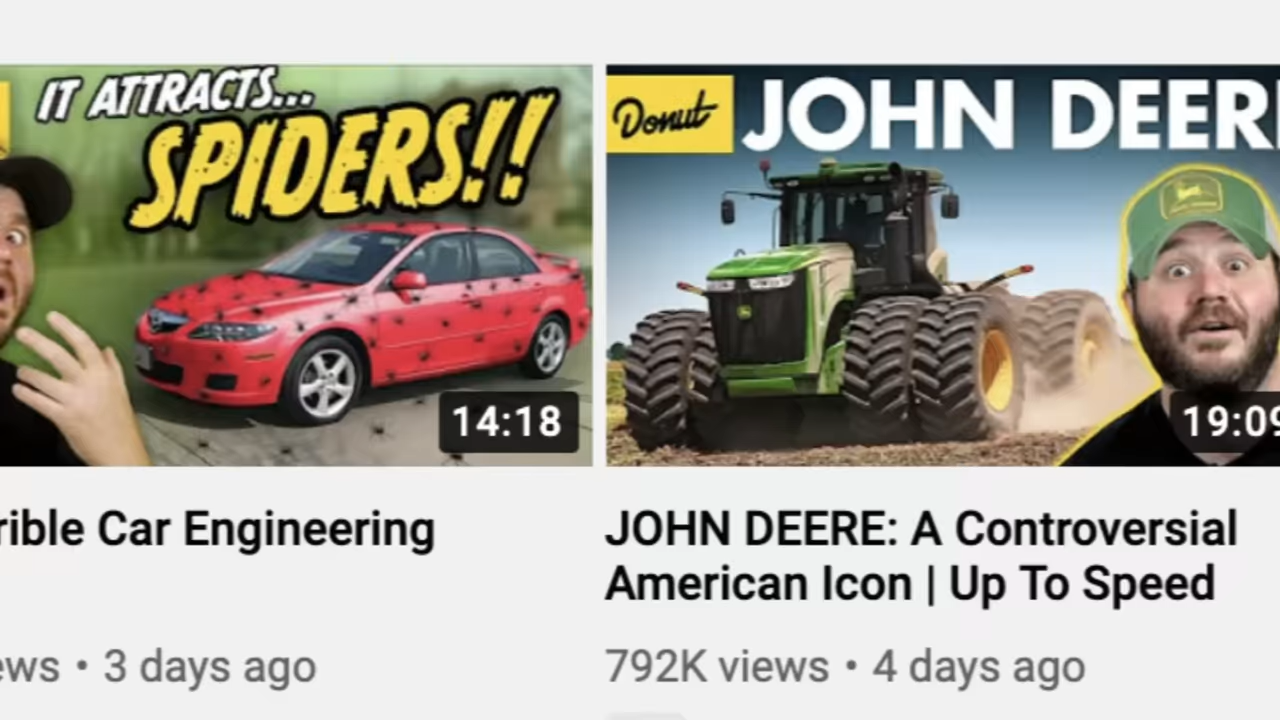 IT ATTRACTS...
SPIDERS!!
14:18
rible Car Engineering
ews • 3 days ago
Donut
JOHN DEER
19:09
JOHN DEERE: A Controversial
American Icon | Up To Speed
792K views • 4 days ago